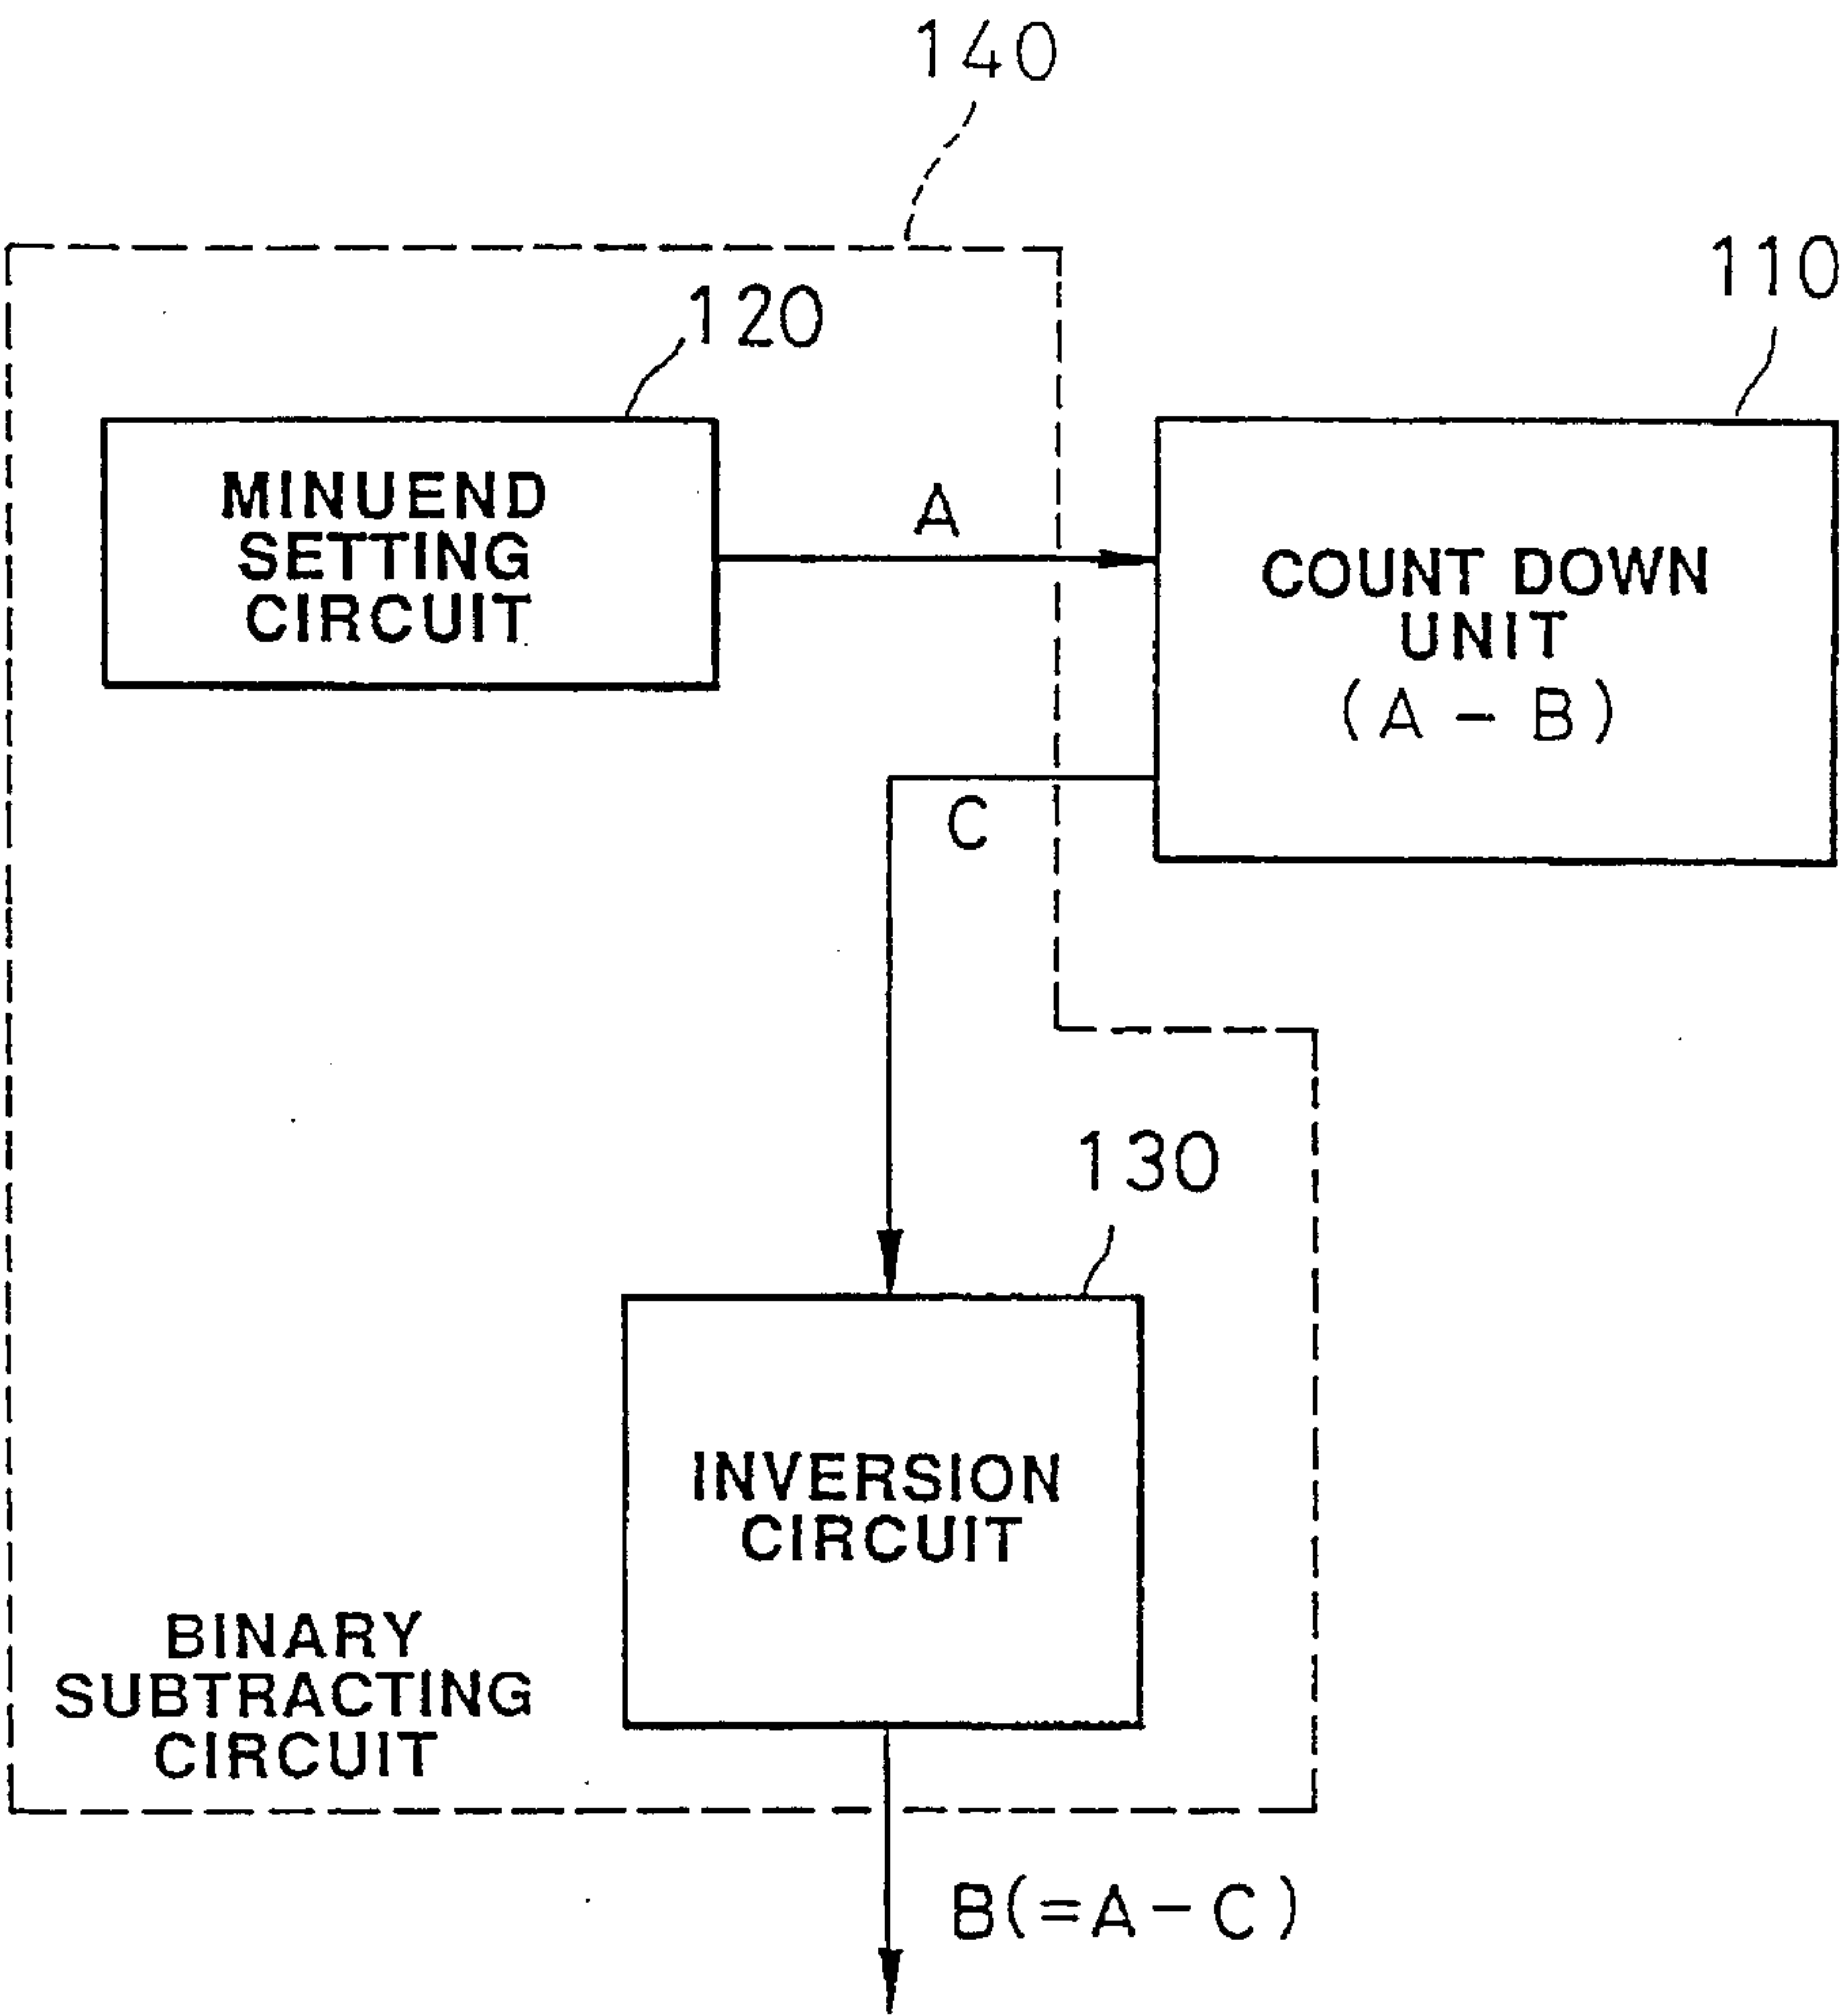 140
110
120
MINUEND
SETTING
CIRCUIT
A
COUNT DOWN
UNIT
(A - B)
C
130
INVERSION
CIRCUIT
BINARY
SUBTRACTING
CIRCUIT
B(=A-C)